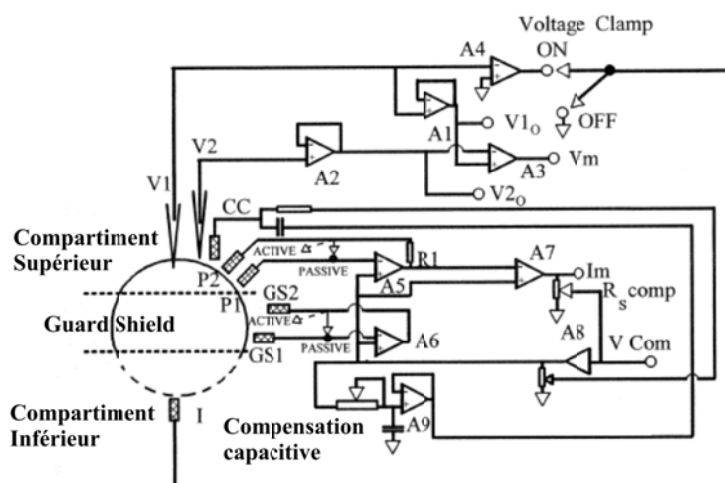 Voltage Clamp
A4
ON
OFF
A1
V1O
V2
A2
A3
Vm
V1
V2O
CC
Compartiment
Supérieur
P2
ACTIVE
PASSIVE
R1
A5
A7
Im
P1
GS2
Rs comp
Guard Shield
ACTIVE
A6
A8
V Com
GS1
PASSIVE
Compartiment
Inférieur
I
Compensation
capacitive
A9